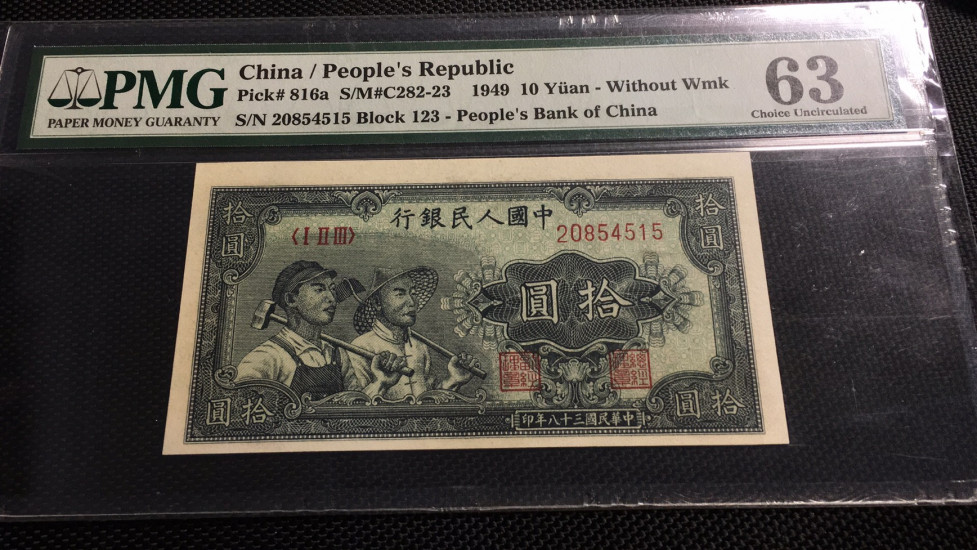 PMG
PAPER MONEY GUARANTY
China / People's Republic
Pick# 816a S/M#C282-23 1949 10 Yüan - Without Wmk
S/N 20854515 Block 123 - People's Bank of China
63
Choice Uncirculated
行銀民人國中
〈I II III〉
20854515
拾圓
拾圓
圓拾
圓拾
圓拾
印年八十三國民華中